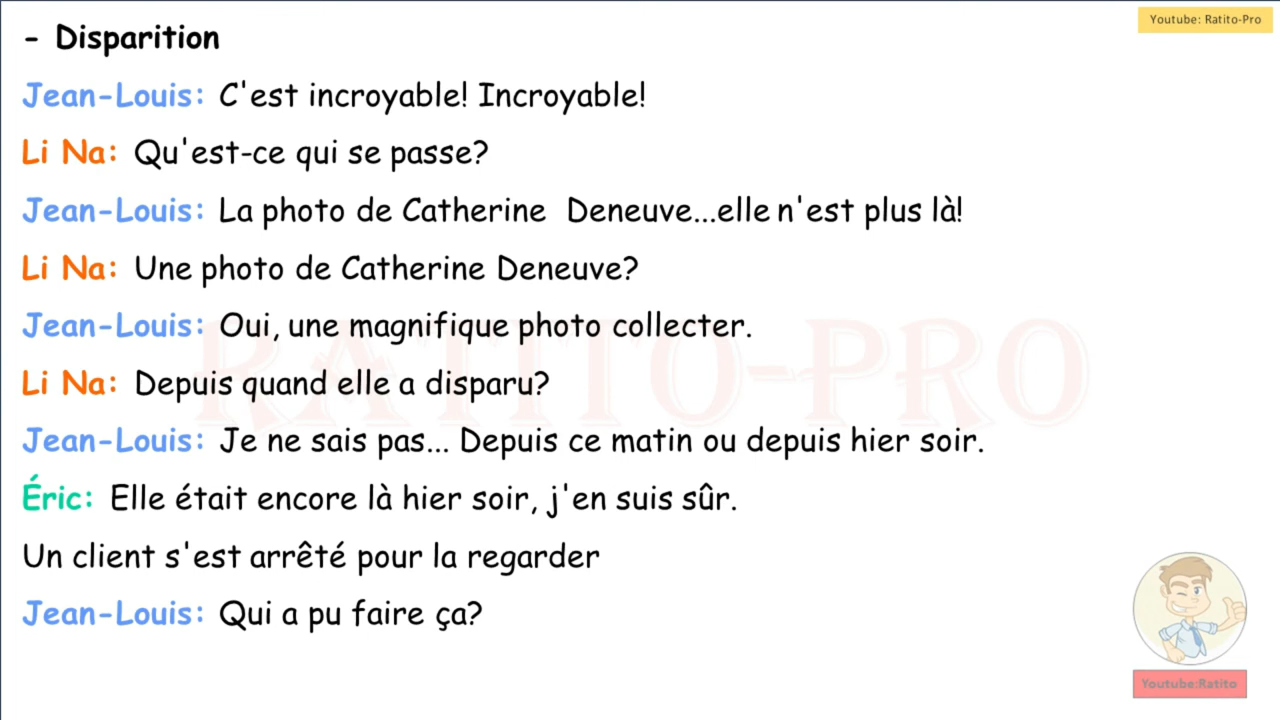 Youtube: Ratito-Pro
- Disparition
Jean-Louis: C'est incroyable! Incroyable!
Li Na: Qu'est-ce qui se passe?
Jean-Louis: La photo de Catherine Deneuve...elle n'est plus là!
Li Na: Une photo de Catherine Deneuve?
Jean-Louis: Oui, une magnifique photo collecter.
Li Na: Depuis quand elle a disparu?
Jean-Louis: Je ne sais pas... Depuis ce matin ou depuis hier soir.
Éric: Elle était encore là hier soir, j'en suis sûr.
Un client s'est arrêté pour la regarder
Jean-Louis: Qui a pu faire ça?
RATITO-PRO
Youtube:Ratito